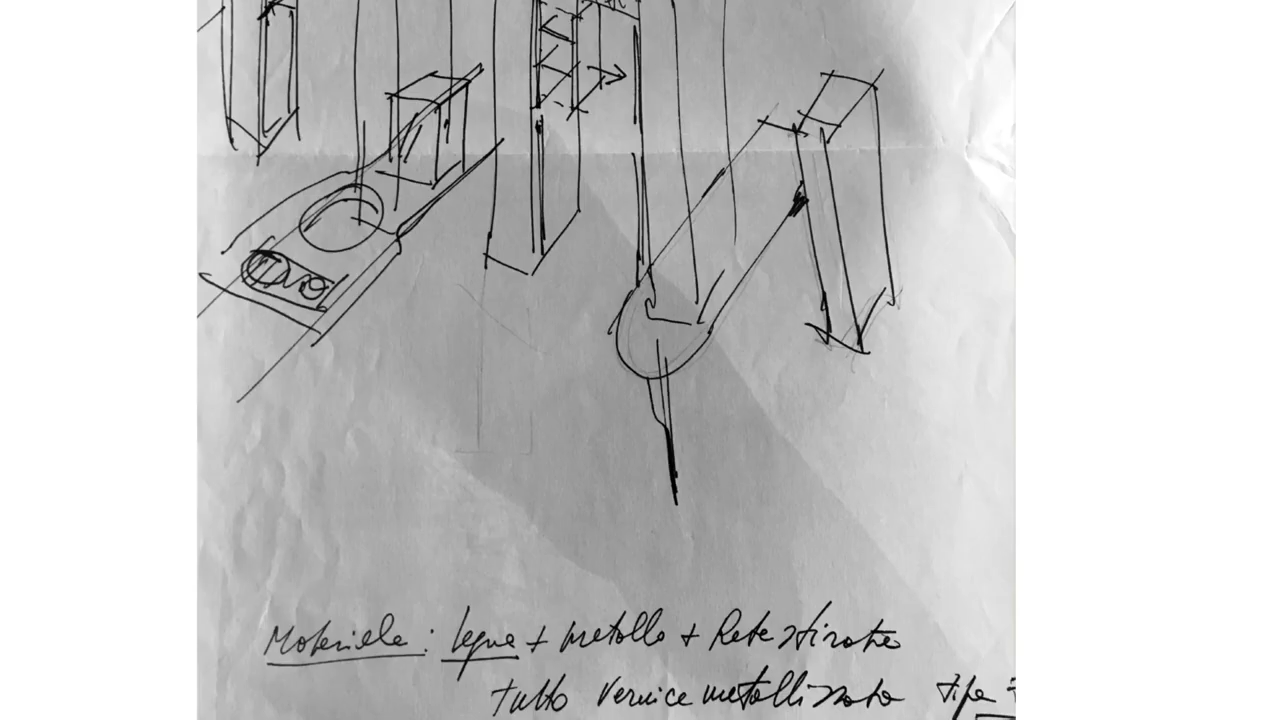 Materiale: legno + metallo + Rete stirata
tutto vernice metallizzata tipo